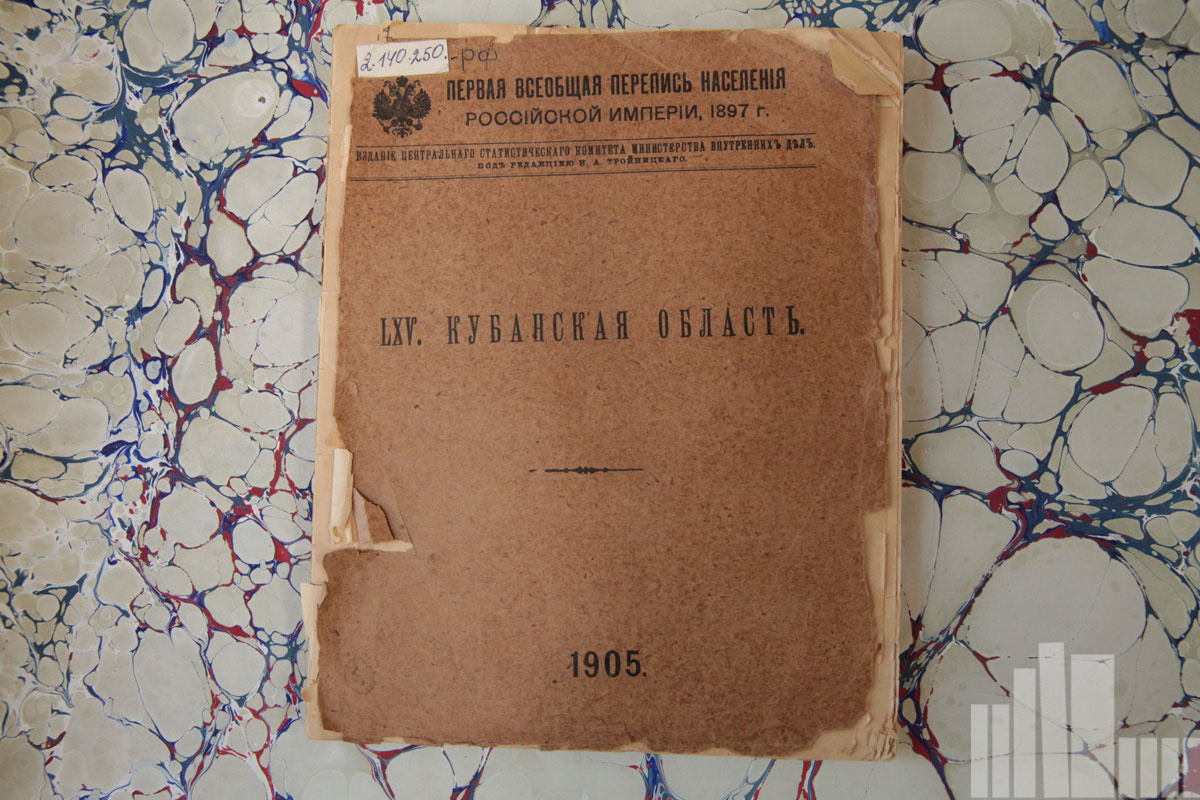 2.140.250.-рф
ПЕРВАЯ ВСЕОБЩАЯ ПЕРЕПИСЬ НАСЕЛЕНІЯ
РОССІЙСКОЙ ИМПЕРІИ, 1897 г.
ИЗДАНІЕ ЦЕНТРАЛЬНАГО СТАТИСТИЧЕСКАГО КОМИТЕТА МИНИСТЕРСТВА ВНУТРЕННИХЪ ДѢЛЪ.
ПОДЪ РЕДАКЦІЕЮ Н. А. ТРОЙНИЦКАГО.
LXV. КУБАНСКАЯ ОБЛАСТЬ.
1905.